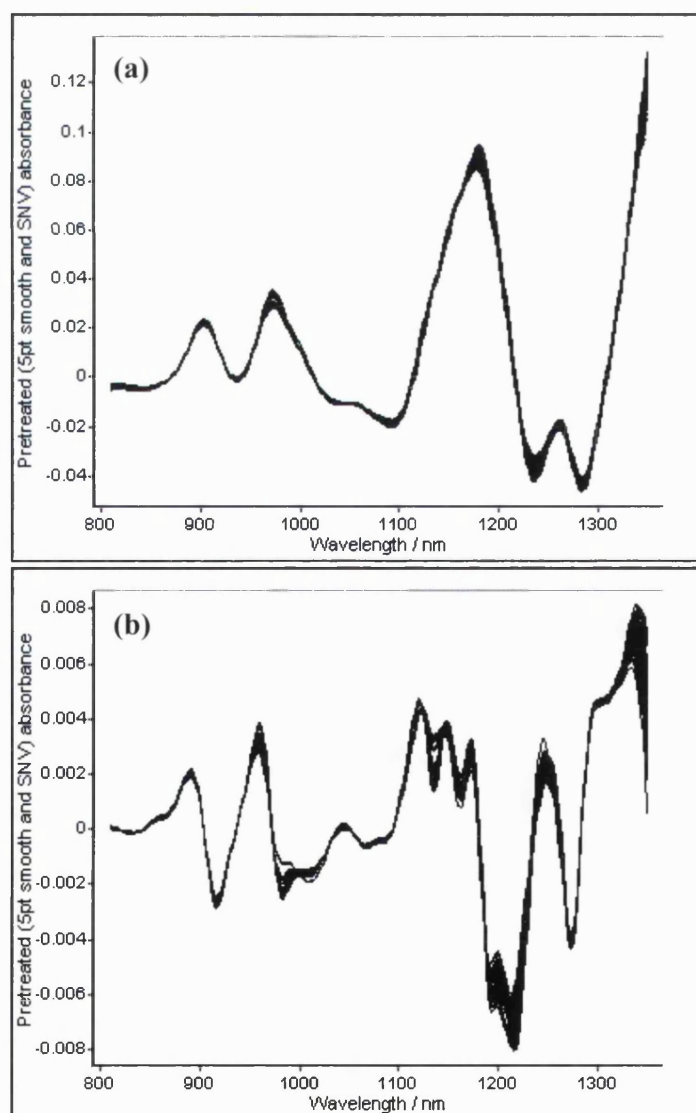 (a)
Pretreated (5pt smooth and SNV) absorbance
0.12
0.1
0.08
0.06
0.04
0.02
0
-0.02
-0.04
800 900 1000 1100 1200 1300
Wavelength / nm
(b)
Pretreated (5pt smooth and SNV) absorbance
0.008
0.006
0.004
0.002
0
-0.002
-0.004
-0.006
-0.008
800 900 1000 1100 1200 1300
Wavelength / nm